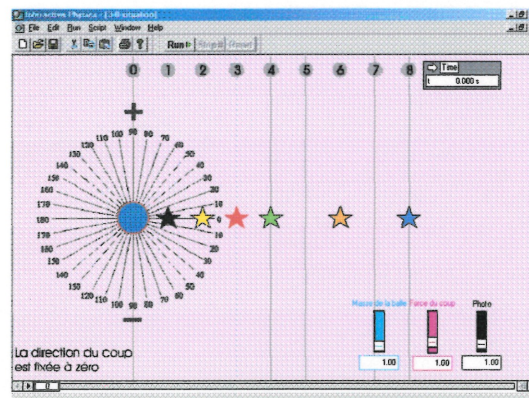 Interactive Physics
File Edit Run Script Window Help
Run Stop Reset
0 1 2 3 4 5 6 7 8
Time
t 0.000 s
+
90
100 80
110 70
120 60
130 50
140 40
150 30
160 20
170 10
180 0
170 10
160 20
150 30
140 40
130 50
120 60
110 70
100 80
90
−
Masse de la balle Force du coup Photo
1.00 1.00 1.00
La direction du coup
est fixée à zéro
0